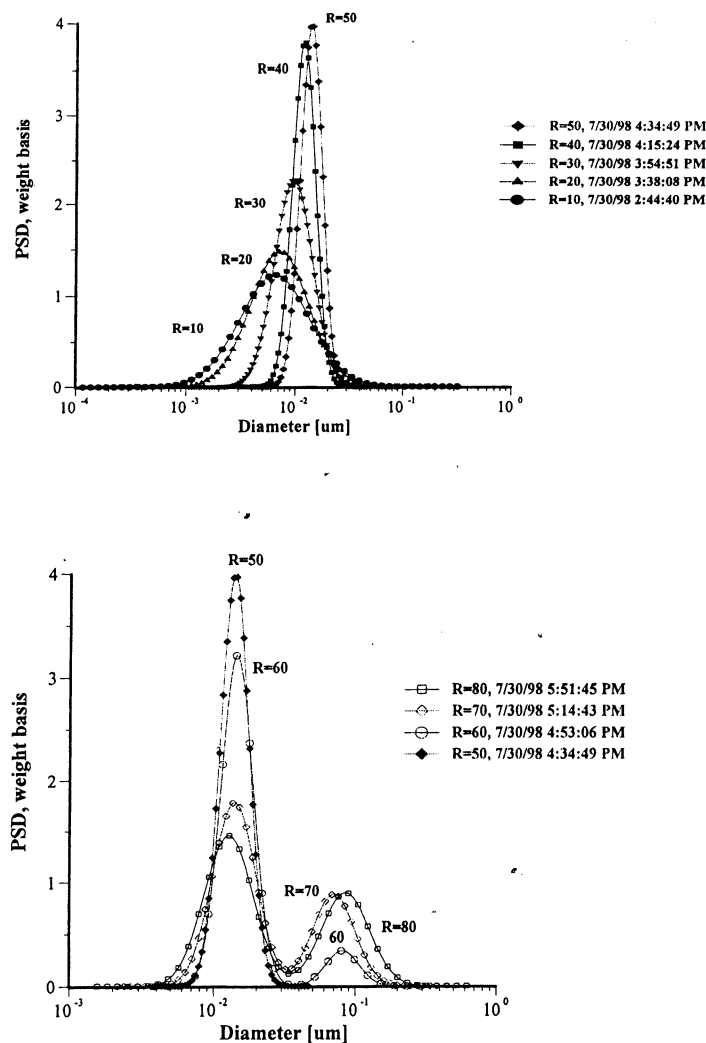 R=50
4
R=40
R=50, 7/30/98 4:34:49 PM
R=40, 7/30/98 4:15:24 PM
R=30, 7/30/98 3:54:51 PM
R=20, 7/30/98 3:38:08 PM
R=10, 7/30/98 2:44:40 PM
3
PSD, weight basis
2
R=30
R=20
1
R=10
0
10-4
10-3
10-2
10-1
100
Diameter [um]
R=50
4
R=60
R=80, 7/30/98 5:51:45 PM
R=70, 7/30/98 5:14:43 PM
R=60, 7/30/98 4:53:06 PM
R=50, 7/30/98 4:34:49 PM
3
PSD, weight basis
2
1
R=70
60
R=80
0
10-3
10-2
10-1
100
Diameter [um]